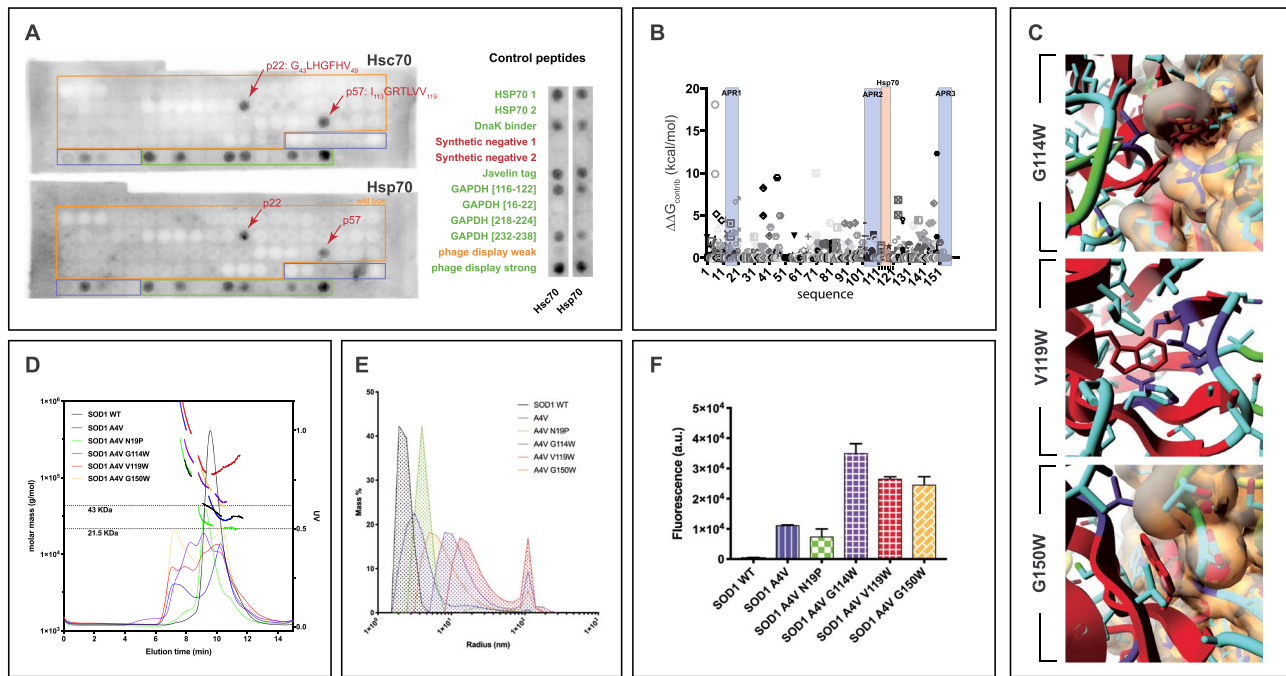 A
Hsc70
p22: G43LHGFHV49
p57: I113GRTLVV119
Hsp70
wild type
p22
p57
Control peptides
HSP70 1
HSP70 2
DnaK binder
Synthetic negative 1
Synthetic negative 2
Javelin tag
GAPDH [116-122]
GAPDH [16-22]
GAPDH [218-224]
GAPDH [232-238]
phage display weak
phage display strong
Hsc70
Hsp70
B
Hsp70
APR1
APR2
APR3
20
15
10
5
0
ΔΔGcontrib (kcal/mol)
1
11
21
31
41
51
61
71
81
91
101
111
121
131
141
151
sequence
C
G114W
V119W
G150W
D
SOD1 WT
SOD1 A4V
SOD1 A4V N19P
SOD1 A4V G114W
SOD1 A4V V119W
SOD1 A4V G150W
1×10⁶
1×10⁵
1×10⁴
1×10³
molar mass (g/mol)
43 KDa
21.5 KDa
1.0
0.5
0.0
UV
0 2 4 6 8 10 12 14
Elution time (min)
E
SOD1 WT
A4V
A4V N19P
A4V G114W
A4V V119W
A4V G150W
50
40
30
20
10
0
Mass %
1×10⁰ 1×10¹ 1×10² 1×10³
Radius (nm)
F
5×10⁴
4×10⁴
3×10⁴
2×10⁴
1×10⁴
0
Fluorescence (a.u.)
SOD1 WT
SOD1 A4V
SOD1 A4V N19P
SOD1 A4V G114W
SOD1 A4V V119W
SOD1 A4V G150W